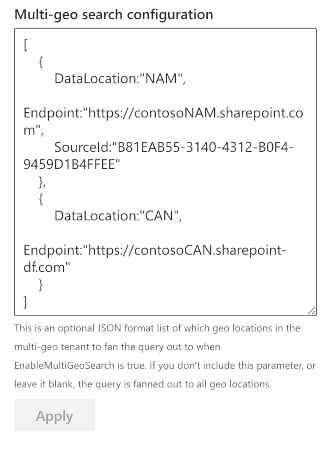 Multi-geo search configuration
[
{
DataLocation:"NAM",
Endpoint:"https://contosoNAM.sharepoint.co
m",
SourceId:"B81EAB55-3140-4312-B0F4-
9459D1B4FFEE"
},
{
DataLocation:"CAN",
Endpoint:"https://contosoCAN.sharepoint-
df.com"
}
]
This is an optional JSON format list of which geo locations in the
multi-geo tenant to fan the query out to when
EnableMultiGeoSearch is true. If you don't include this parameter, or
leave it blank, the query is fanned out to all geo locations.
Apply